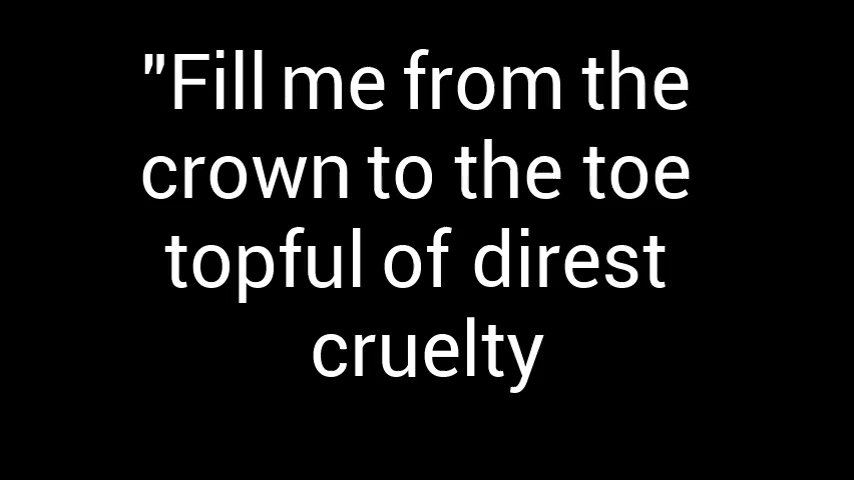 "Fill me from the
crown to the toe
topful of direst
cruelty